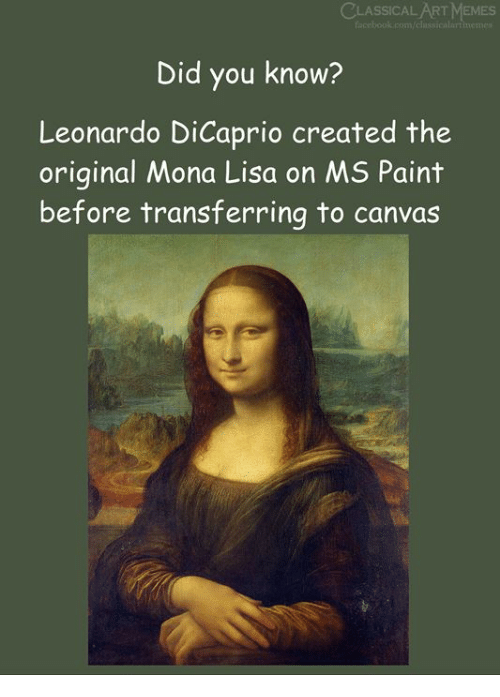 CLASSICAL ART MEMES
facebook.com/classicalartmemes
Did you know?
Leonardo DiCaprio created the
original Mona Lisa on MS Paint
before transferring to canvas